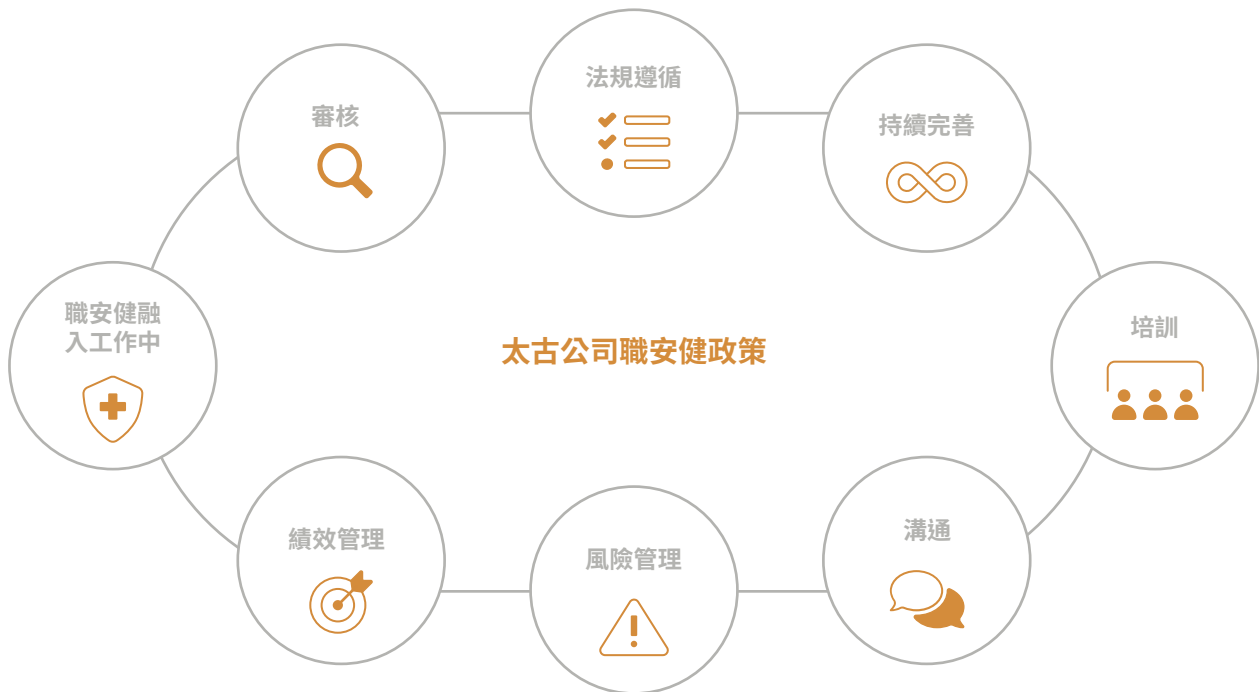 法規遵循
審核
持續完善
職安健融
入工作中
太古公司職安健政策
培訓
績效管理
風險管理
溝通